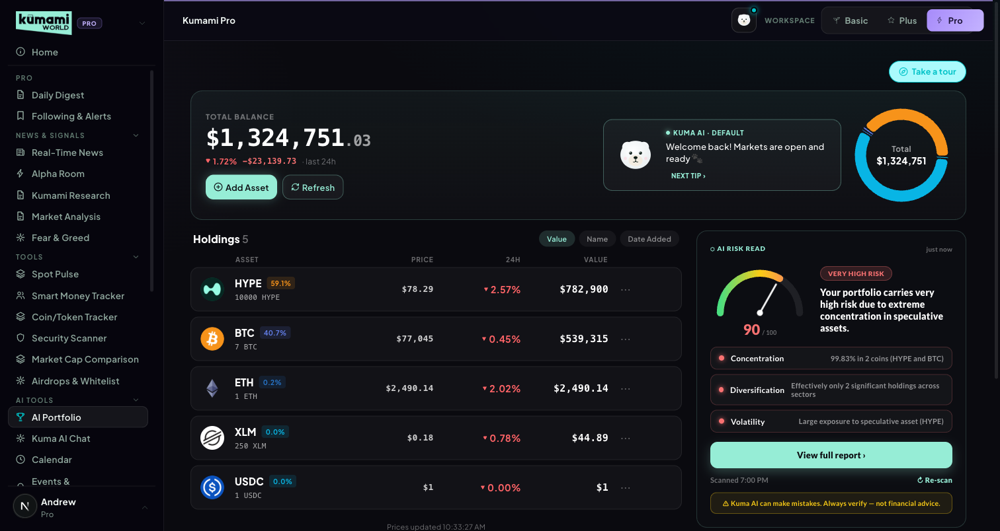 kumami
WORLD
PRO
Home
PRO
Daily Digest
Following & Alerts
NEWS & SIGNALS
Real-Time News
Alpha Room
Kumami Research
Market Analysis
Fear & Greed
TOOLS
Spot Pulse
Smart Money Tracker
Coin/Token Tracker
Security Scanner
Market Cap Comparison
Airdrops & Whitelist
AI TOOLS
AI Portfolio
Kuma AI Chat
Calendar
Events &
N
Andrew
Pro
Kumami Pro
WORKSPACE
Basic
Plus
Pro
Take a tour
TOTAL BALANCE
$1,324,751.03
▼ 1.72% −$23,139.73 · last 24h
Add Asset
Refresh
KUMA AI · DEFAULT
Welcome back! Markets are open and
ready 🐾
NEXT TIP ›
Total
$1,324,751
Holdings 5
Value
Name
Date Added
ASSET PRICE 24H VALUE
HYPE 59.1%
10000 HYPE
$78.29
▼ 2.57%
$782,900
...
BTC 40.7%
7 BTC
$77,045
▼ 0.45%
$539,315
...
ETH 0.2%
1 ETH
$2,490.14
▼ 2.02%
$2,490.14
...
XLM 0.0%
250 XLM
$0.18
▼ 0.78%
$44.89
...
USDC 0.0%
1 USDC
$1
▼ 0.00%
$1
...
Prices updated 10:33:27 AM
AI RISK READ
just now
90 / 100
VERY HIGH RISK
Your portfolio carries very
high risk due to extreme
concentration in speculative
assets.
Concentration 99.83% in 2 coins (HYPE and BTC)
Diversification Effectively only 2 significant holdings across
sectors
Volatility Large exposure to speculative asset (HYPE)
View full report ›
Scanned 7:00 PM
↻ Re-scan
⚠ Kuma AI can make mistakes. Always verify — not financial advice.